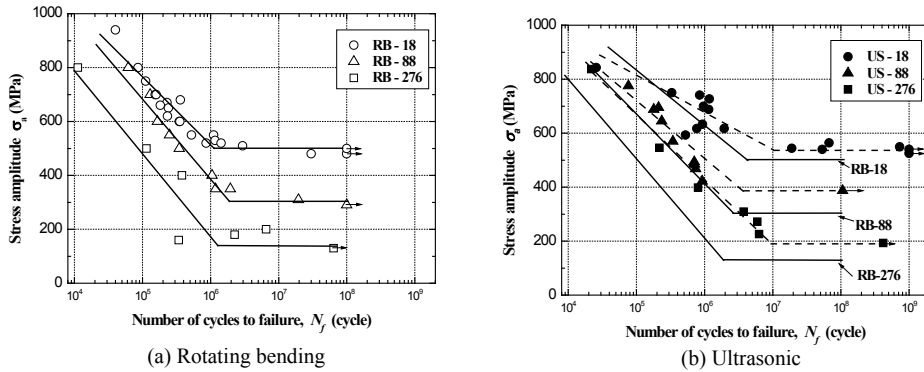 1000
800
600
400
200
0
Stress amplitude σa (MPa)
RB - 18
RB - 88
RB - 276
10^4 10^5 10^6 10^7 10^8 10^9
Number of cycles to failure, Nf (cycle)
(a) Rotating bending
1000
800
600
400
200
0
Stress amplitude σa (MPa)
US - 18
US - 88
US - 276
RB-18
RB-88
RB-276
10^4 10^5 10^6 10^7 10^8 10^9
Number of cycles to failure, Nf (cycle)
(b) Ultrasonic